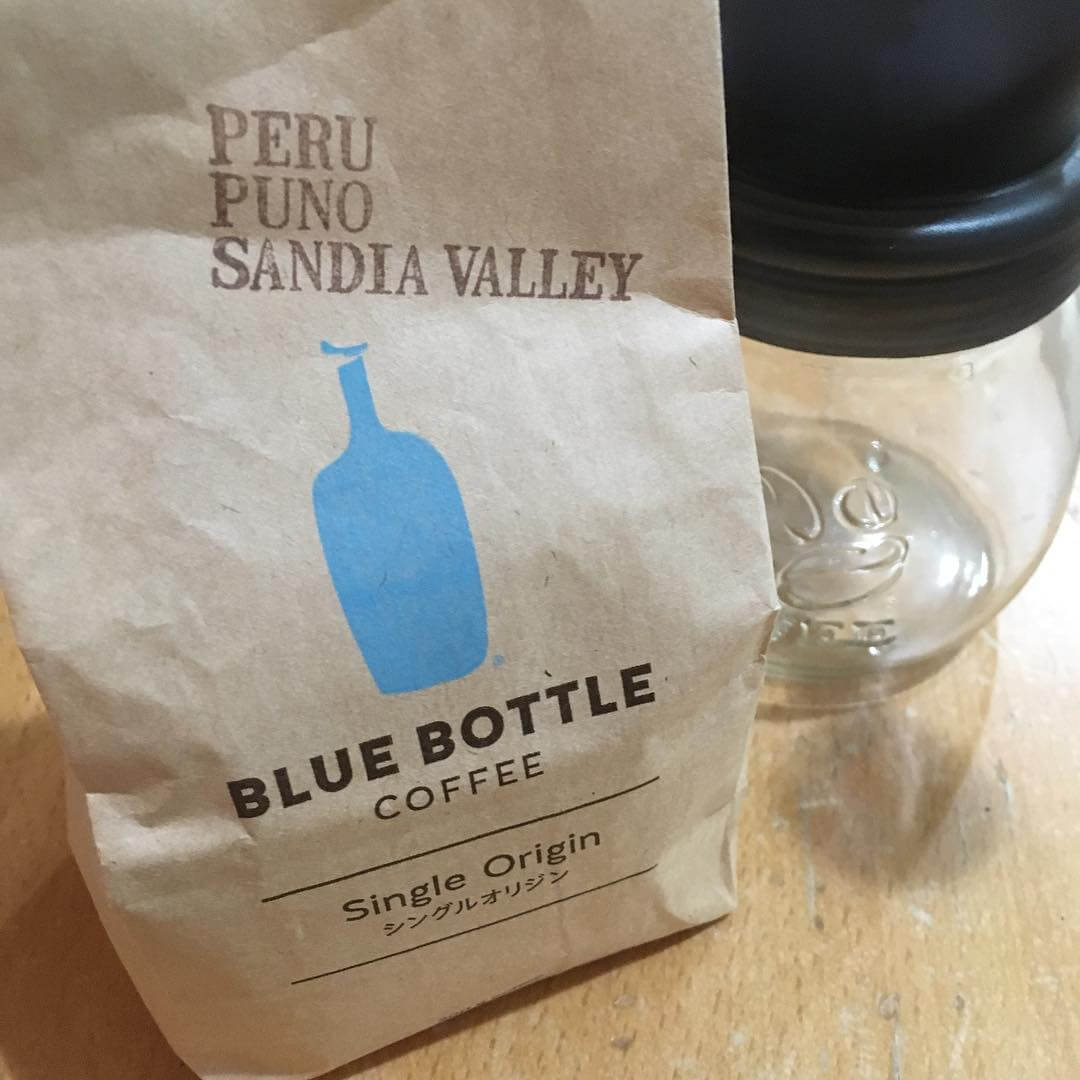 PERU
PUNO
SANDIA VALLEY
BLUE BOTTLE
COFFEE
Single Origin
シングルオリジン